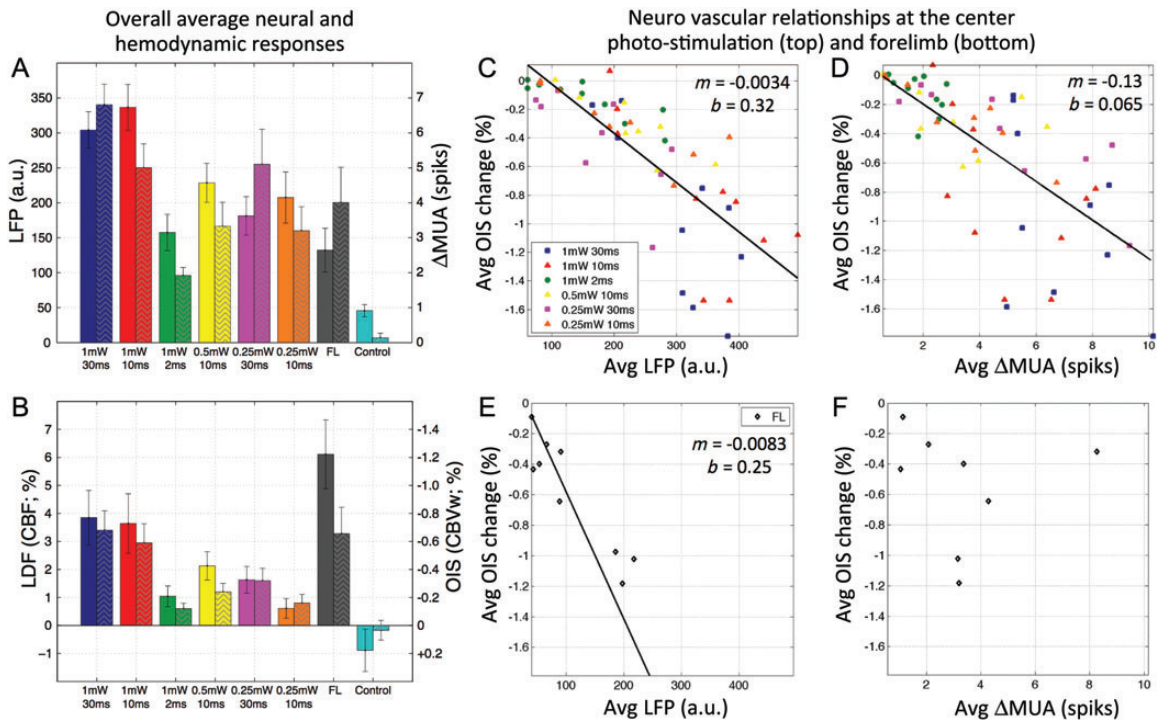 Overall average neural and
hemodynamic responses
Neuro vascular relationships at the center
photo-stimulation (top) and forelimb (bottom)
A
LFP (a.u.)
350
300
250
200
150
100
50
0
ΔMUA (spiks)
7
6
5
4
3
2
1
0
1mW 1mW 1mW 0.5mW 0.25mW 0.25mW FL Control
30ms 10ms 2ms 10ms 30ms 10ms
B
LDF (CBF; %)
7
6
5
4
3
2
1
0
-1
OIS (CBVw; %)
-1.4
-1.2
-1.0
-0.8
-0.6
-0.4
-0.2
0
+0.2
1mW 1mW 1mW 0.5mW 0.25mW 0.25mW FL Control
30ms 10ms 2ms 10ms 30ms 10ms
C
m = -0.0034
b = 0.32
Avg OIS change (%)
0
-0.2
-0.4
-0.6
-0.8
-1
-1.2
-1.4
-1.6
1mW 30ms
1mW 10ms
1mW 2ms
0.5mW 10ms
0.25mW 30ms
0.25mW 10ms
100 200 300 400
Avg LFP (a.u.)
D
m = -0.13
b = 0.065
Avg OIS change (%)
0
-0.2
-0.4
-0.6
-0.8
-1
-1.2
-1.4
-1.6
2 4 6 8 10
Avg ΔMUA (spiks)
E
FL
m = -0.0083
b = 0.25
Avg OIS change (%)
0
-0.2
-0.4
-0.6
-0.8
-1
-1.2
-1.4
-1.6
100 200 300 400
Avg LFP (a.u.)
F
Avg OIS change (%)
0
-0.2
-0.4
-0.6
-0.8
-1
-1.2
-1.4
-1.6
2 4 6 8 10
Avg ΔMUA (spiks)